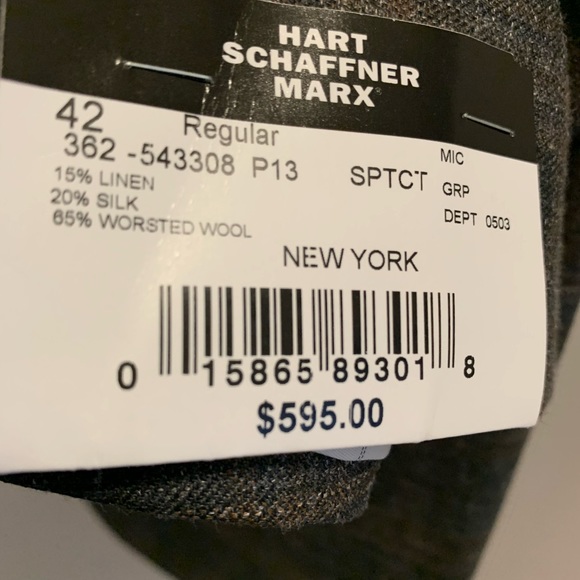 HART
SCHAFFNER
MARX
42 Regular
362 -543308 P13
15% LINEN
20% SILK
65% WORSTED WOOL
SPTCT
MIC
GRP
DEPT 0503
NEW YORK
0 15865 89301 8
$595.00